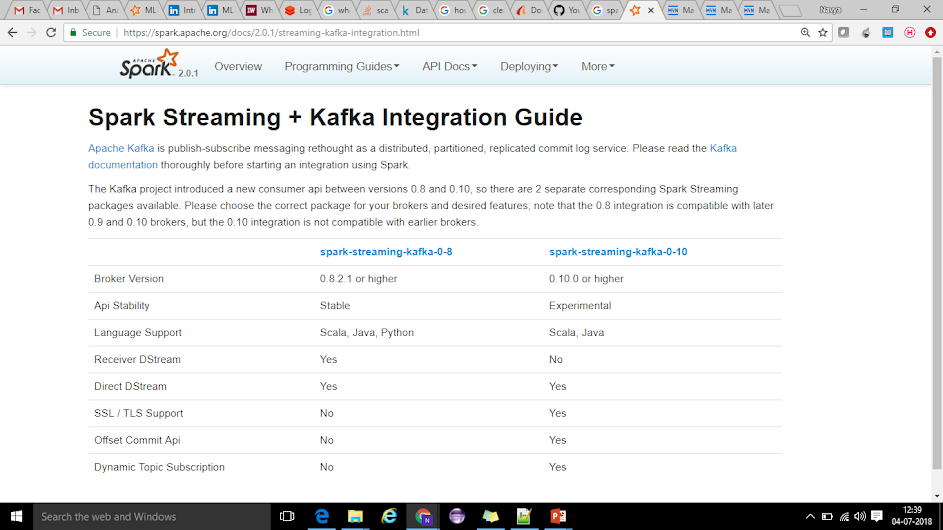 Fac
Inb
An
ML
Intr
ML
Wh
Log
wh
sca
Dat
ho
cle
Do
You
spa
Ma
Ma
Ma
Navya
Secure
https://spark.apache.org/docs/2.0.1/streaming-kafka-integration.html
APACHE Spark 2.0.1 Overview Programming Guides API Docs Deploying More
Spark Streaming + Kafka Integration Guide
Apache Kafka is publish-subscribe messaging rethought as a distributed, partitioned, replicated commit log service. Please read the Kafka
documentation thoroughly before starting an integration using Spark.
The Kafka project introduced a new consumer api between versions 0.8 and 0.10, so there are 2 separate corresponding Spark Streaming
packages available. Please choose the correct package for your brokers and desired features; note that the 0.8 integration is compatible with later
0.9 and 0.10 brokers, but the 0.10 integration is not compatible with earlier brokers.
spark-streaming-kafka-0-8 spark-streaming-kafka-0-10
Broker Version 0.8.2.1 or higher 0.10.0 or higher
Api Stability Stable Experimental
Language Support Scala, Java, Python Scala, Java
Receiver DStream Yes No
Direct DStream Yes Yes
SSL / TLS Support No Yes
Offset Commit Api No Yes
Dynamic Topic Subscription No Yes
Search the web and Windows
12:39
04-07-2018